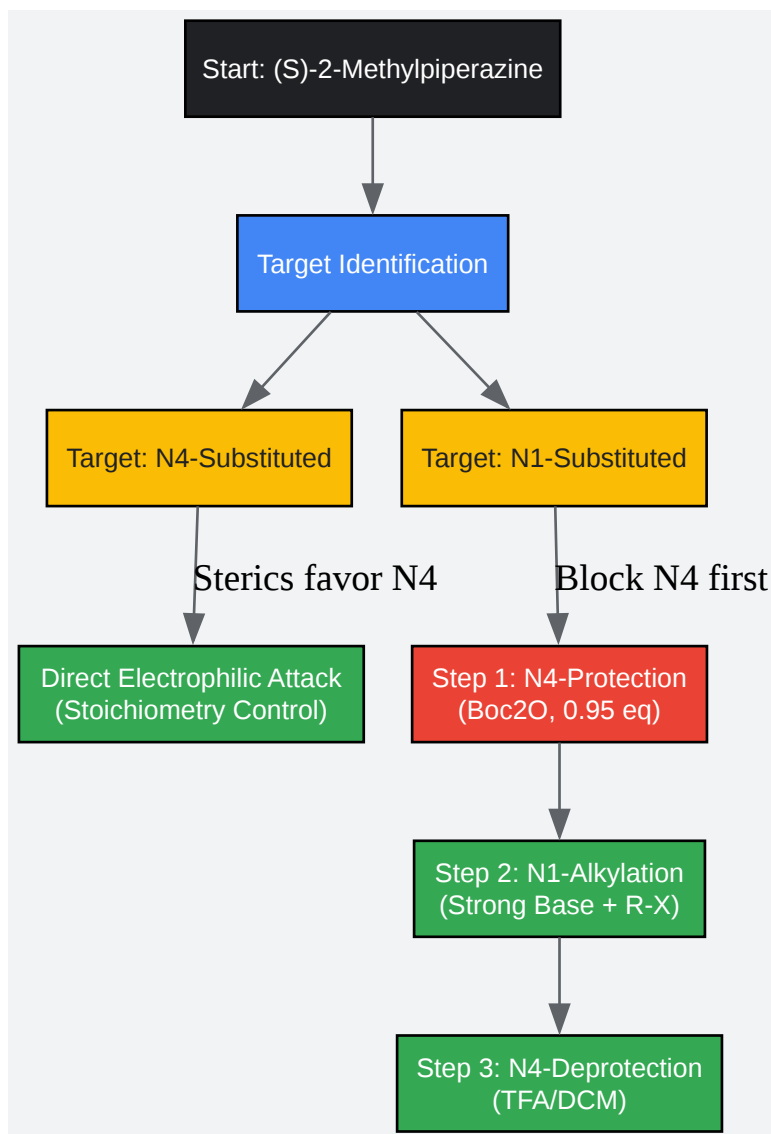 Start: (S)-2-Methylpiperazine
Target Identification
Target: N4-Substituted
Target: N1-Substituted
Sterics favor N4
Block N4 first
Direct Electrophilic Attack
(Stoichiometry Control)
Step 1: N4-Protection
(Boc2O, 0.95 eq)
Step 2: N1-Alkylation
(Strong Base + R-X)
Step 3: N4-Deprotection
(TFA/DCM)